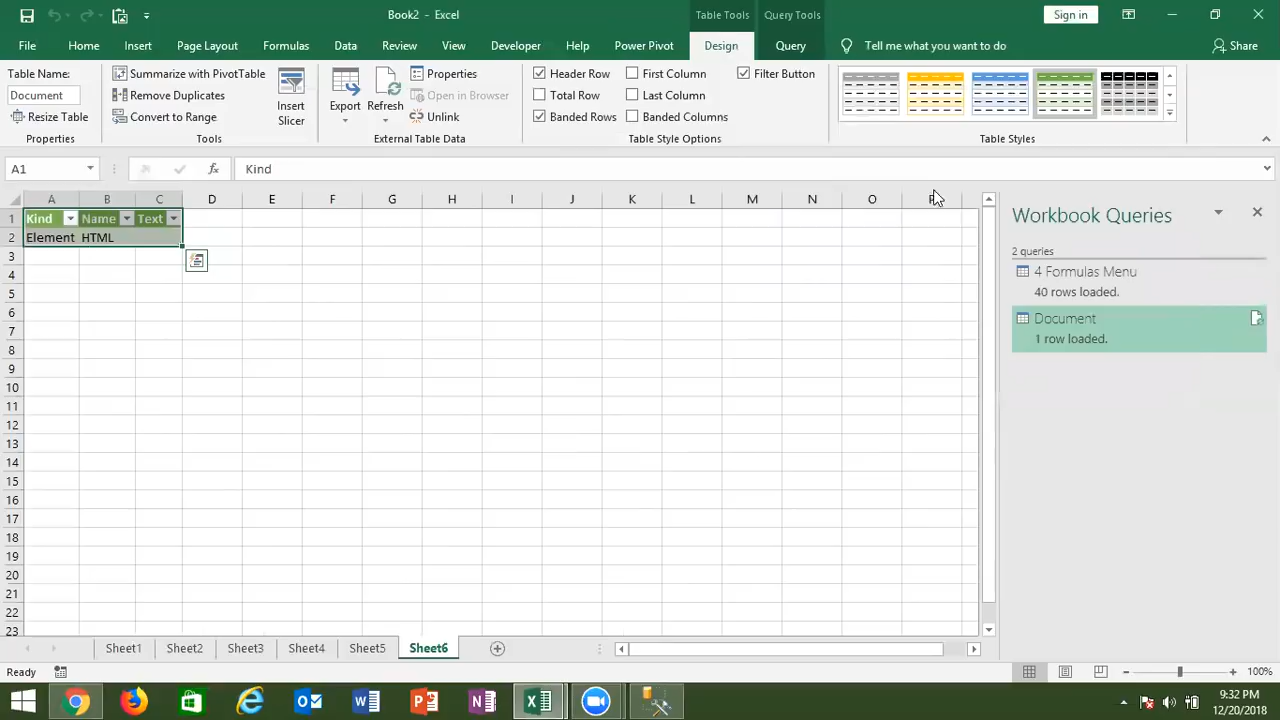 Book2 - Excel
Table Tools
Query Tools
Sign in
File
Home
Insert
Page Layout
Formulas
Data
Review
View
Developer
Help
Power Pivot
Design
Query
Tell me what you want to do
Share
Table Name:
Document
Resize Table
Properties
Summarize with PivotTable
Remove Duplicates
Convert to Range
Tools
Insert
Slicer
Export
Refresh
Properties
Open in Browser
Unlink
External Table Data
Header Row
Total Row
Banded Rows
First Column
Last Column
Banded Columns
Filter Button
Table Style Options
Table Styles
A1
fx
Kind
A B C D E F G H I J K L M N O P
1 Kind Name Text
2 Element HTML
3
4
5
6
7
8
9
10
11
12
13
14
15
16
17
18
19
20
21
22
23
Workbook Queries
2 queries
4 Formulas Menu
40 rows loaded.
Document
1 row loaded.
Sheet1
Sheet2
Sheet3
Sheet4
Sheet5
Sheet6
Ready
100%
9:32 PM
12/20/2018